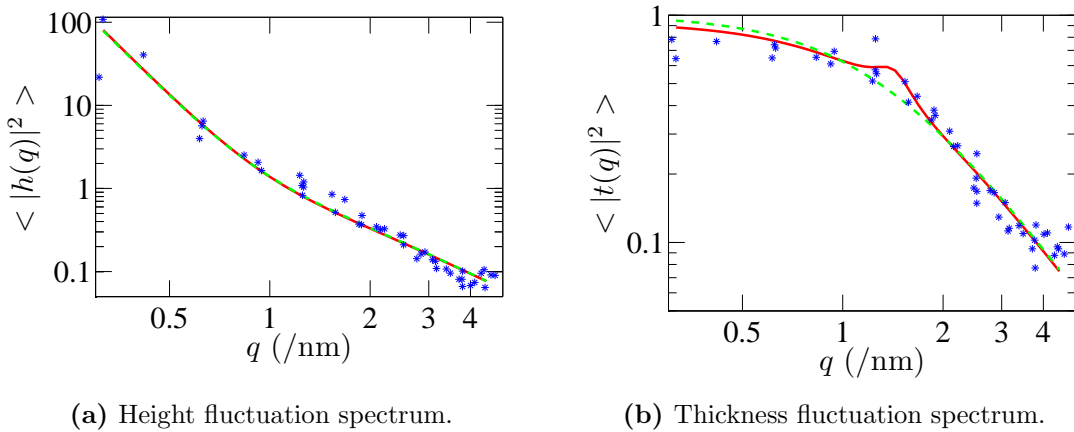 100
10
1
0.1
< |h(q)|² >
0.5 1 2 3 4
q (/nm)
(a) Height fluctuation spectrum.
1
0.1
< |t(q)|² >
0.5 1 2 3 4
q (/nm)
(b) Thickness fluctuation spectrum.